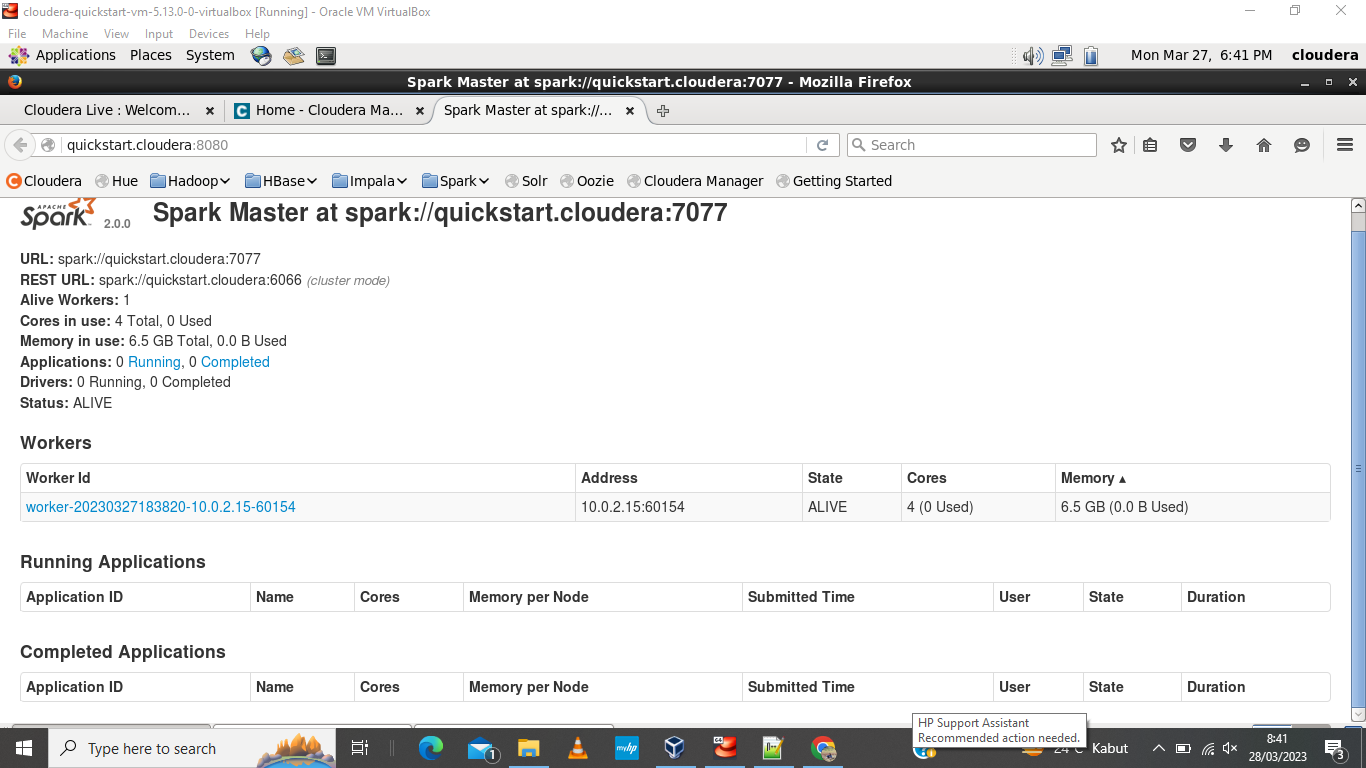 cloudera-quickstart-vm-5.13.0-0-virtualbox [Running] - Oracle VM VirtualBox
File Machine View Input Devices Help
Applications Places System Mon Mar 27, 6:41 PM cloudera
Spark Master at spark://quickstart.cloudera:7077 - Mozilla Firefox
Cloudera Live : Welcom... Home - Cloudera Ma... Spark Master at spark://...
quickstart.cloudera:8080 Search
Cloudera Hue Hadoop HBase Impala Spark Solr Oozie Cloudera Manager Getting Started
APACHE Spark 2.0.0 Spark Master at spark://quickstart.cloudera:7077
URL: spark://quickstart.cloudera:7077
REST URL: spark://quickstart.cloudera:6066 (cluster mode)
Alive Workers: 1
Cores in use: 4 Total, 0 Used
Memory in use: 6.5 GB Total, 0.0 B Used
Applications: 0 Running, 0 Completed
Drivers: 0 Running, 0 Completed
Status: ALIVE
Workers
Worker Id Address State Cores Memory ▴
worker-20230327183820-10.0.2.15-60154 10.0.2.15:60154 ALIVE 4 (0 Used) 6.5 GB (0.0 B Used)
Running Applications
Application ID Name Cores Memory per Node Submitted Time User State Duration
Completed Applications
Application ID Name Cores Memory per Node Submitted Time User State Duration
HP Support Assistant
Recommended action needed.
Type here to search 1 myhp 64 24°C Kabut 8:41
28/03/2023 3